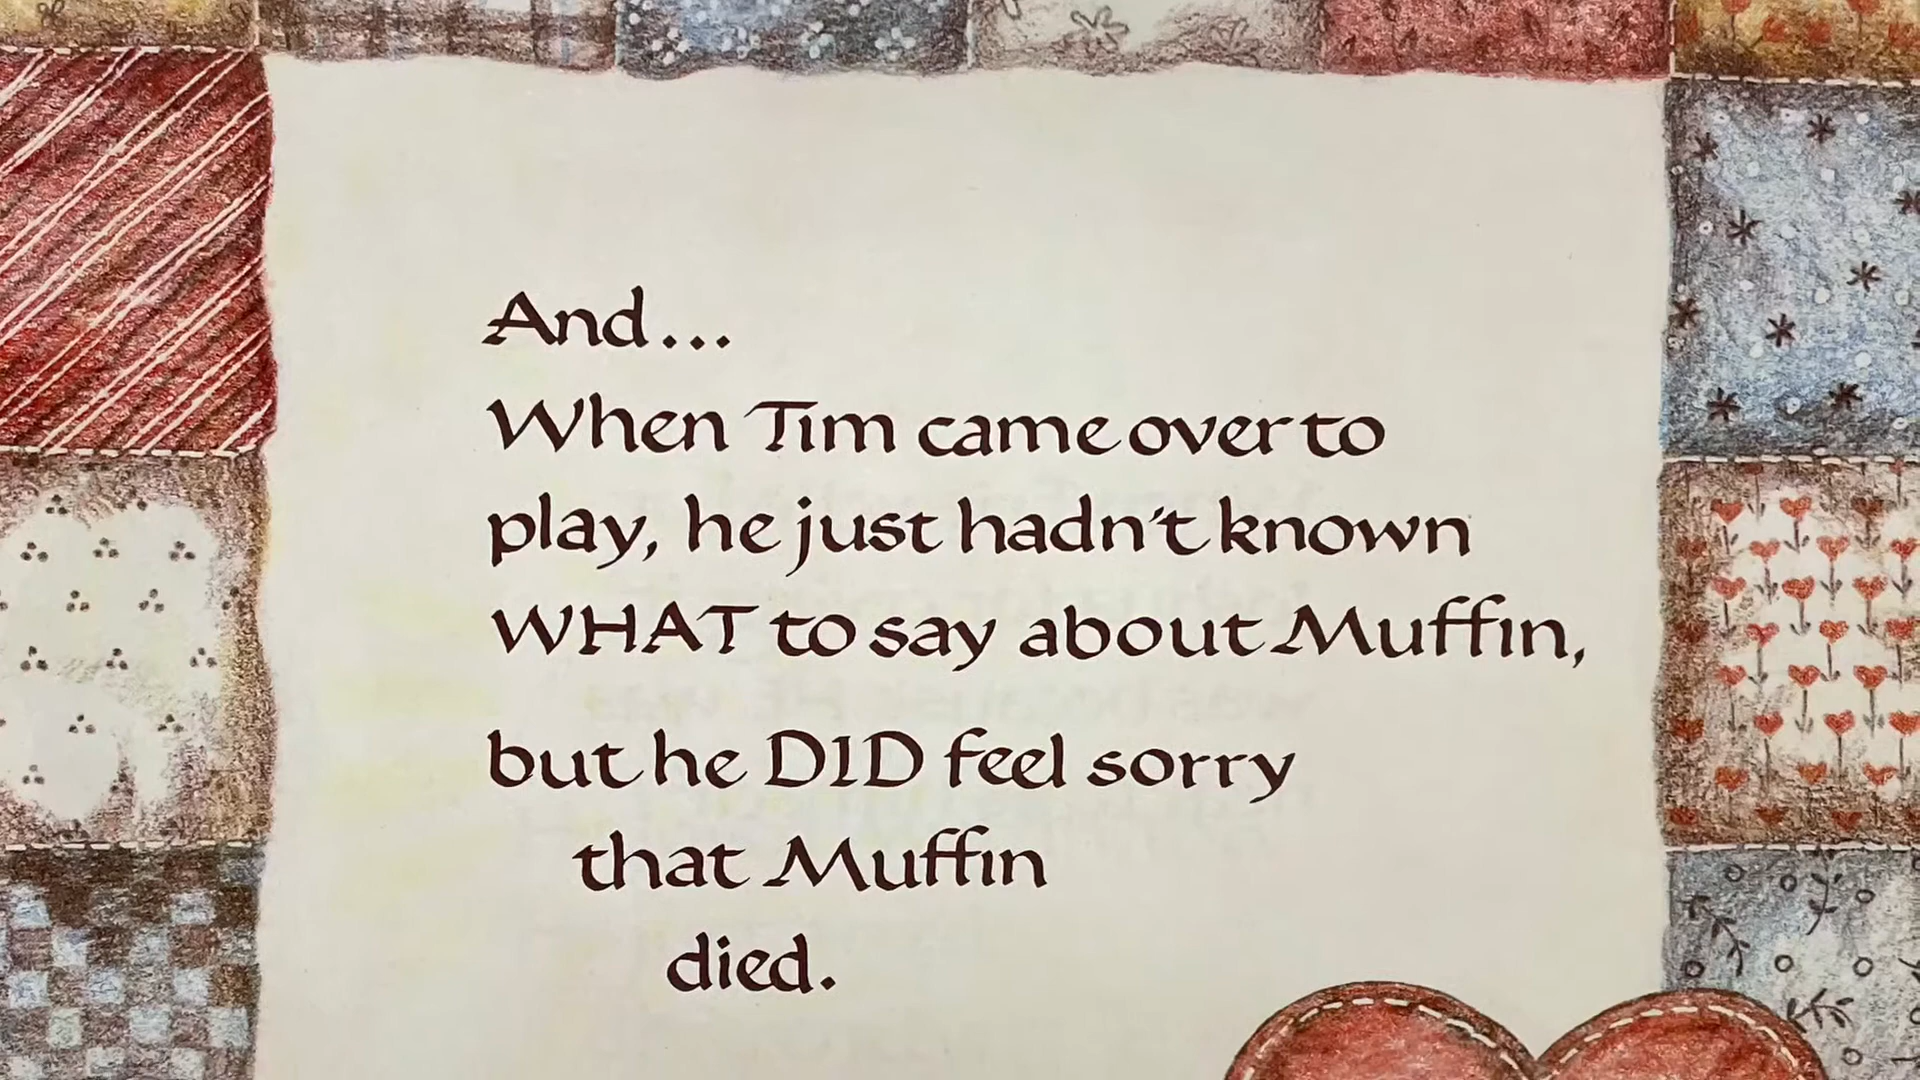 And...
When Tim came over to
play, he just hadn't known
WHAT to say about Muffin,
but he DID feel sorry
that Muffin
died.